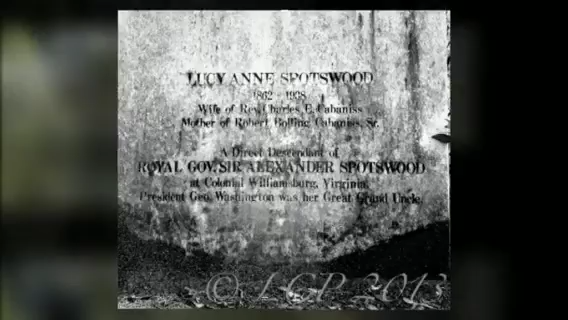 LUCY ANNE SPOTSWOOD
1862 - 1938
Wife of Rev. Charles E. Cabaniss
Mother of Robert Bolling Cabaniss, Sr.
A Direct Descendant of
ROYAL GOV. SIR ALEXANDER SPOTSWOOD
at Colonial Williamsburg, Virginia.
President Geo. Washington was her Great Grand Uncle.
© LGP 2013